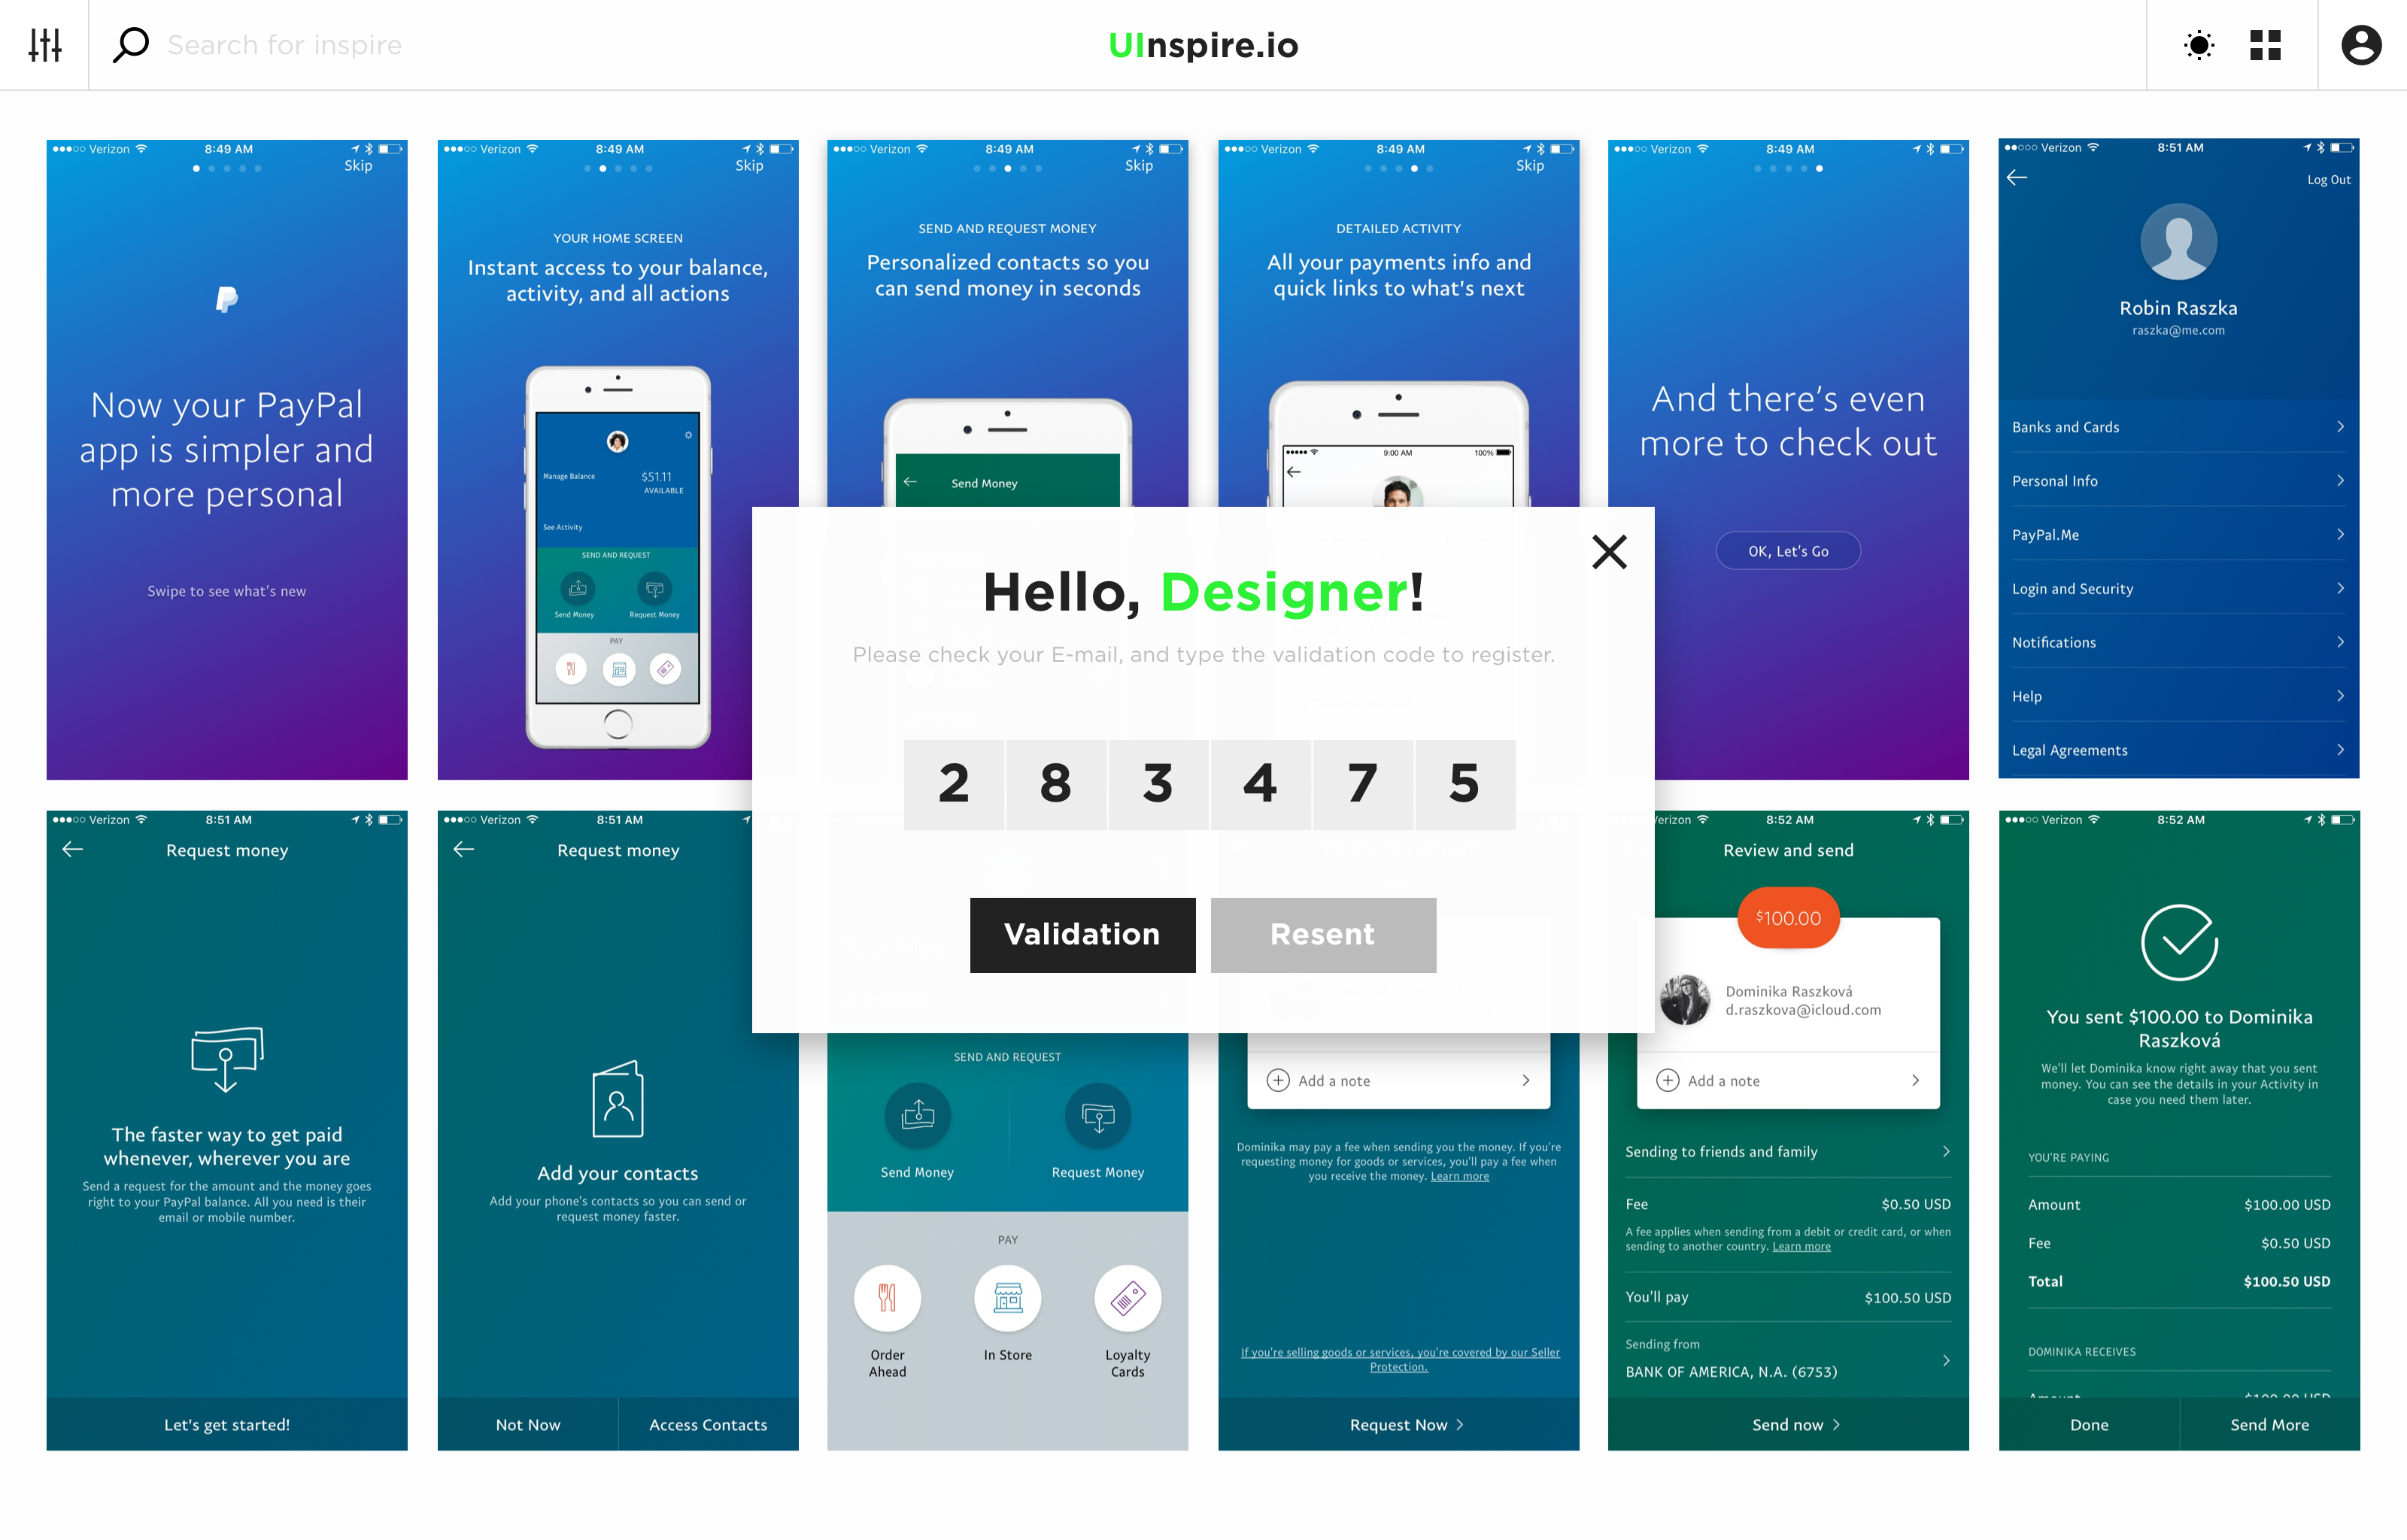 Search for inspire
UInspire.io
Verizon 8:49 AM
Skip
Now your PayPal
app is simpler and
more personal
Swipe to see what's new
Verizon 8:49 AM
Skip
YOUR HOME SCREEN
Instant access to your balance,
activity, and all actions
Manage Balance
$51.11
AVAILABLE
See Activity
SEND AND REQUEST
Send Money
Request Money
PAY
Verizon 8:49 AM
Skip
SEND AND REQUEST MONEY
Personalized contacts so you
can send money in seconds
Send Money
Verizon 8:49 AM
Skip
DETAILED ACTIVITY
All your payments info and
quick links to what's next
9:00 AM 100%
Verizon 8:49 AM
And there's even
more to check out
OK, Let's Go
Verizon 8:51 AM
Log Out
Robin Raszka
raszka@me.com
Banks and Cards
Personal Info
PayPal.Me
Login and Security
Notifications
Help
Legal Agreements
Hello, Designer!
Please check your E-mail, and type the validation code to register.
2 8 3 4 7 5
Validation
Resent
Verizon 8:51 AM
Request money
The faster way to get paid
whenever, wherever you are
Send a request for the amount and the money goes
right to your PayPal balance. All you need is their
email or mobile number.
Let's get started!
Verizon 8:51 AM
Request money
Add your contacts
Add your phone's contacts so you can send or
request money faster.
Not Now
Access Contacts
SEND AND REQUEST
Send Money
Request Money
PAY
Order
Ahead
In Store
Loyalty
Cards
Add a note
Dominika may pay a fee when sending you the money. If you're
requesting money for goods or services, you'll pay a fee when
you receive the money. Learn more
If you're selling goods or services, you're covered by our Seller
Protection.
Request Now
Verizon 8:52 AM
Review and send
$100.00
Dominika Raszková
d.raszkova@icloud.com
Add a note
Sending to friends and family
Fee $0.50 USD
A fee applies when sending from a debit or credit card, or when
sending to another country. Learn more
You'll pay $100.50 USD
Sending from
BANK OF AMERICA, N.A. (6753)
Send now
Verizon 8:52 AM
You sent $100.00 to Dominika
Raszková
We'll let Dominika know right away that you sent
money. You can see the details in your Activity in
case you need them later.
YOU'RE PAYING
Amount $100.00 USD
Fee $0.50 USD
Total $100.50 USD
DOMINIKA RECEIVES
Amount $100.00 USD
Done
Send More